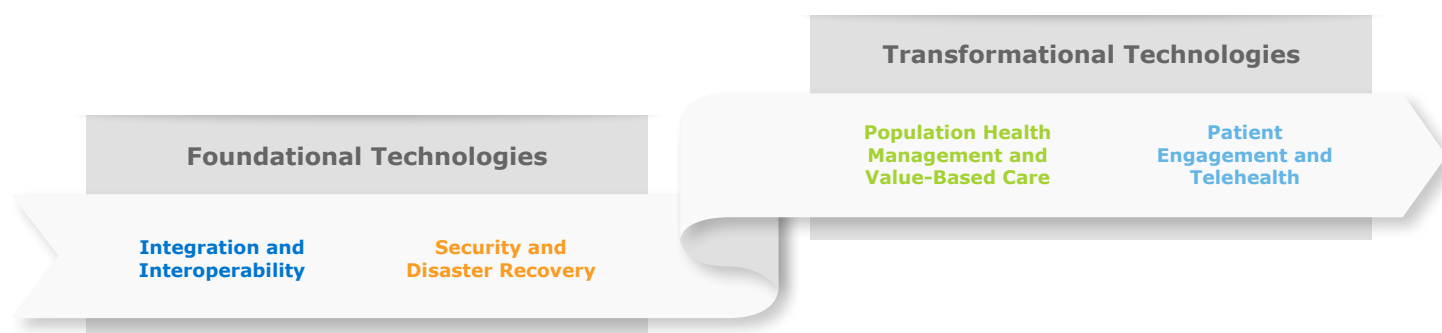 Transformational Technologies
Population Health
Management and
Value-Based Care
Patient
Engagement and
Telehealth
Foundational Technologies
Integration and
Interoperability
Security and
Disaster Recovery